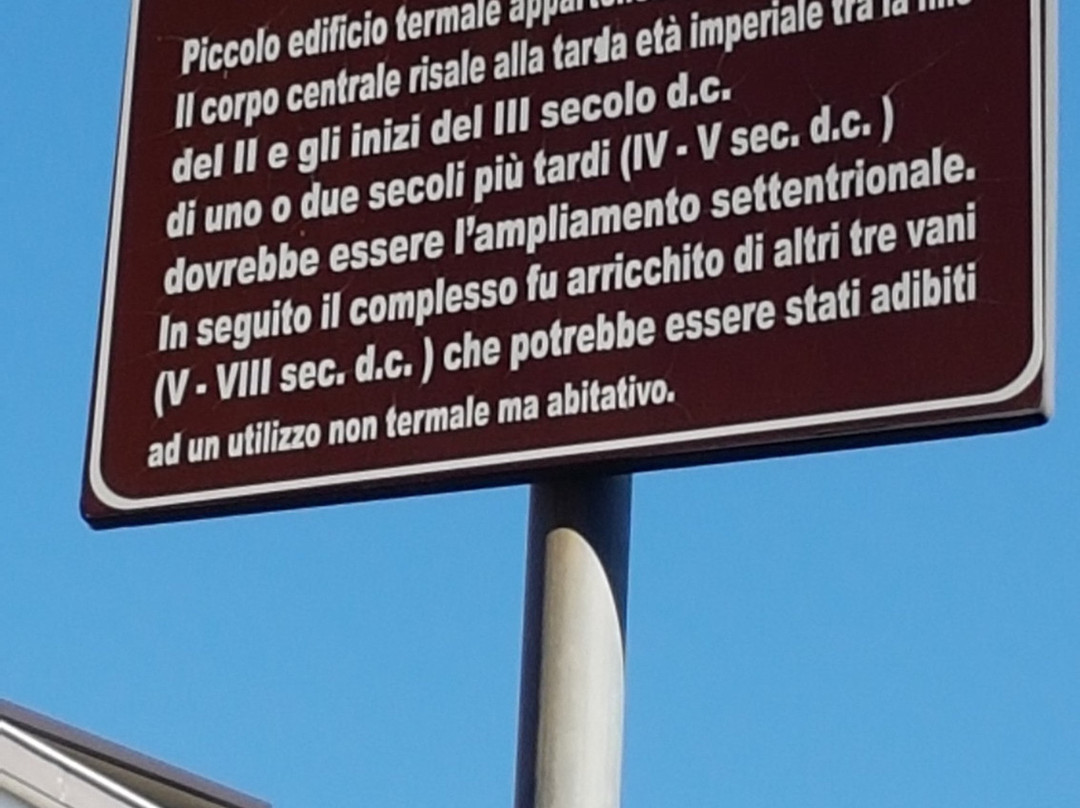 Piccolo edificio termale
Il corpo centrale risale alla tarda età imperiale tra la
del II e gli inizi del III secolo d.c.
di uno o due secoli più tardi (IV - V sec. d.c. )
dovrebbe essere l'ampliamento settentrionale.
In seguito il complesso fu arricchito di altri tre vani
(V - VIII sec. d.c. ) che potrebbe essere stati adibiti
ad un utilizzo non termale ma abitativo.